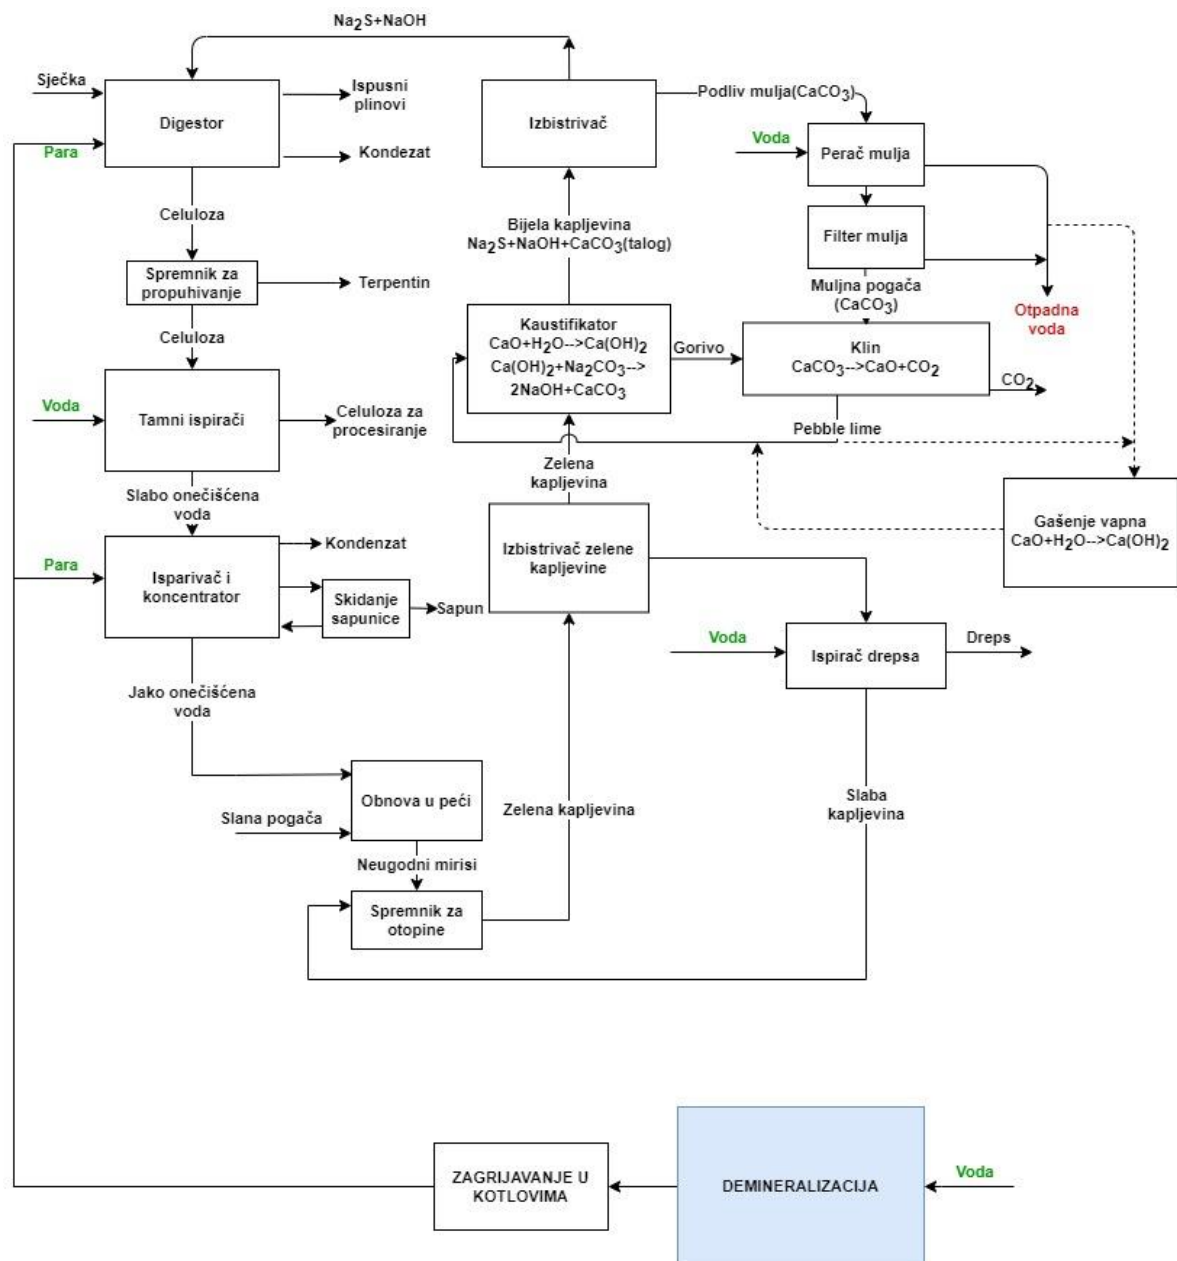 Na2S+NaOH
Sječka
Para
Digestor
Ispusni
plinovi
Kondezat
Celuloza
Spremnik za
propuhivanje
Terpentin
Celuloza
Voda
Tamni ispirači
Celuloza za
procesiranje
Slabo onečišćena
voda
Para
Isparivač i
koncentrator
Kondenzat
Skidanje
sapunice
Sapun
Jako onečišćena
voda
Obnova u peći
Slana pogača
Neugodni mirisi
Spremnik za
otopine
Zelena kapljevina
Izbistrivač
Podliv mulja(CaCO3)
Voda
Perač mulja
Filter mulja
Bijela kapljevina
Na2S+NaOH+CaCO3(talog)
Muljna pogača
(CaCO3)
Otpadna
voda
Kaustifikator
CaO+H2O-->Ca(OH)2
Ca(OH)2+Na2CO3-->
2NaOH+CaCO3
Gorivo
Klin
CaCO3-->CaO+CO2
CO2
Pebble lime
Zelena
kapljevina
Izbistrivač zelene
kapljevine
Gašenje vapna
CaO+H2O-->Ca(OH)2
Voda
Ispirač drepsa
Dreps
Slaba
kapljevina
ZAGRIJAVANJE U
KOTLOVIMA
DEMINERALIZACIJA
Voda